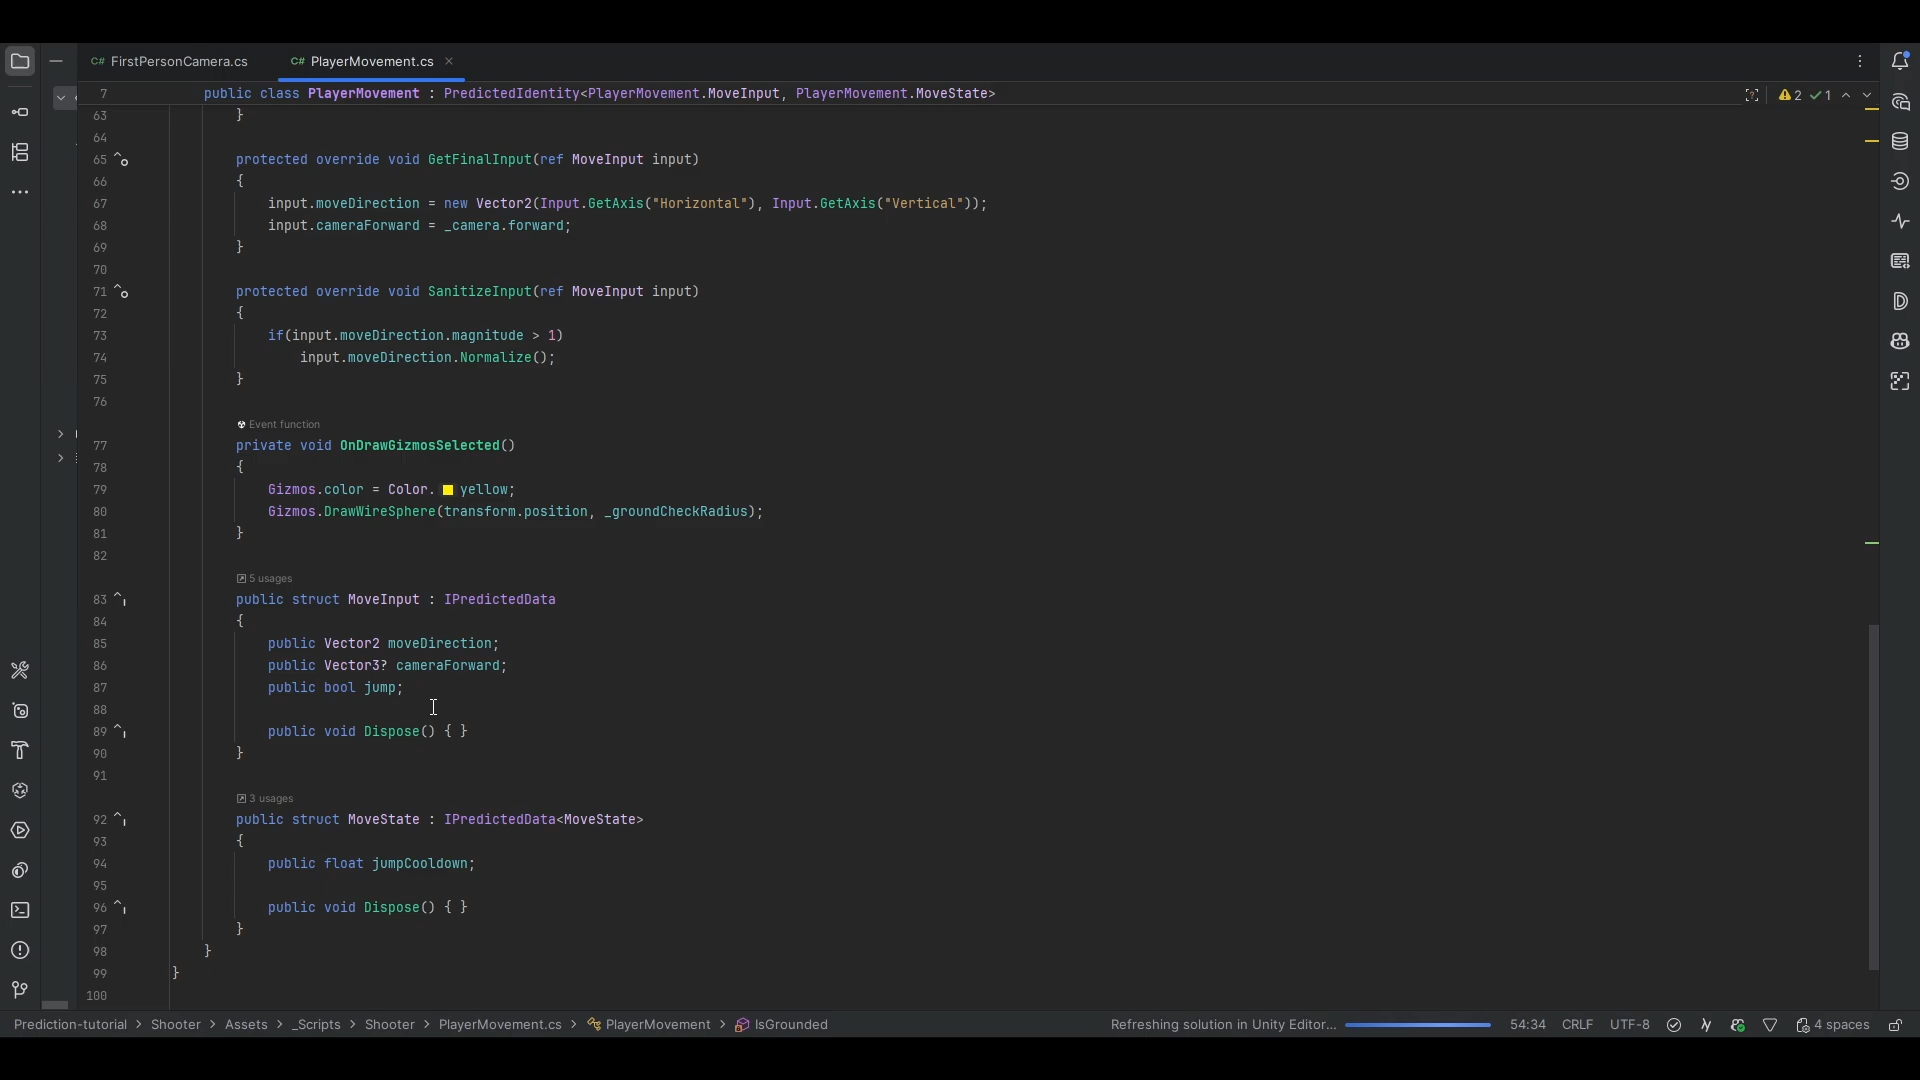 C# FirstPersonCamera.cs
C# PlayerMovement.cs
7 public class PlayerMovement : PredictedIdentity<PlayerMovement.MoveInput, PlayerMovement.MoveState>
2 1
63 }
64
65 protected override void GetFinalInput(ref MoveInput input)
66 {
67 input.moveDirection = new Vector2(Input.GetAxis("Horizontal"), Input.GetAxis("Vertical"));
68 input.cameraForward = _camera.forward;
69 }
70
71 protected override void SanitizeInput(ref MoveInput input)
72 {
73 if(input.moveDirection.magnitude > 1)
74 input.moveDirection.Normalize();
75 }
76
Event function
77 private void OnDrawGizmosSelected()
78 {
79 Gizmos.color = Color. yellow;
80 Gizmos.DrawWireSphere(transform.position, _groundCheckRadius);
81 }
82
5 usages
83 public struct MoveInput : IPredictedData
84 {
85 public Vector2 moveDirection;
86 public Vector3? cameraForward;
87 public bool jump;
88
89 public void Dispose() { }
90 }
91
3 usages
92 public struct MoveState : IPredictedData<MoveState>
93 {
94 public float jumpCooldown;
95
96 public void Dispose() { }
97 }
98 }
99 }
100
Prediction-tutorial > Shooter > Assets > _Scripts > Shooter > PlayerMovement.cs > PlayerMovement > IsGrounded
Refreshing solution in Unity Editor... 54:34 CRLF UTF-8 4 spaces